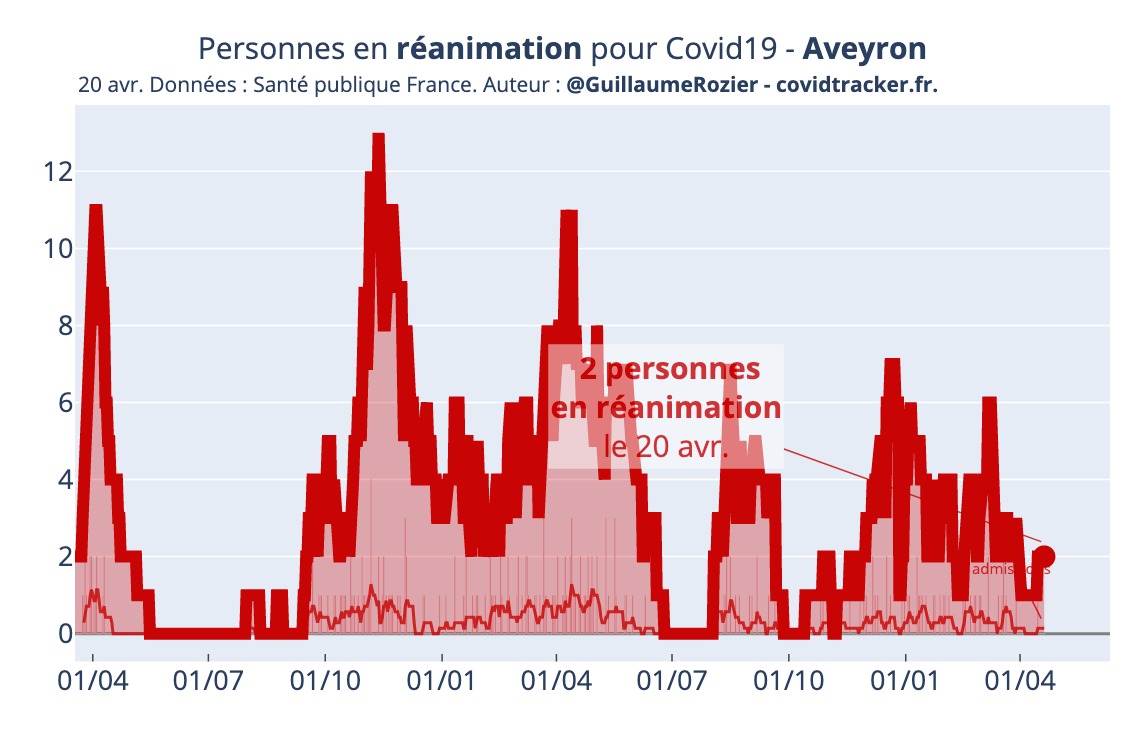 Personnes en réanimation pour Covid19 - Aveyron
20 avr. Données : Santé publique France. Auteur : @GuillaumeRozier - covidtracker.fr.
12
10
8
6
4
2
0
2 personnes
en réanimation
le 20 avr.
admissions
01/04 01/07 01/10 01/01 01/04 01/07 01/10 01/01 01/04